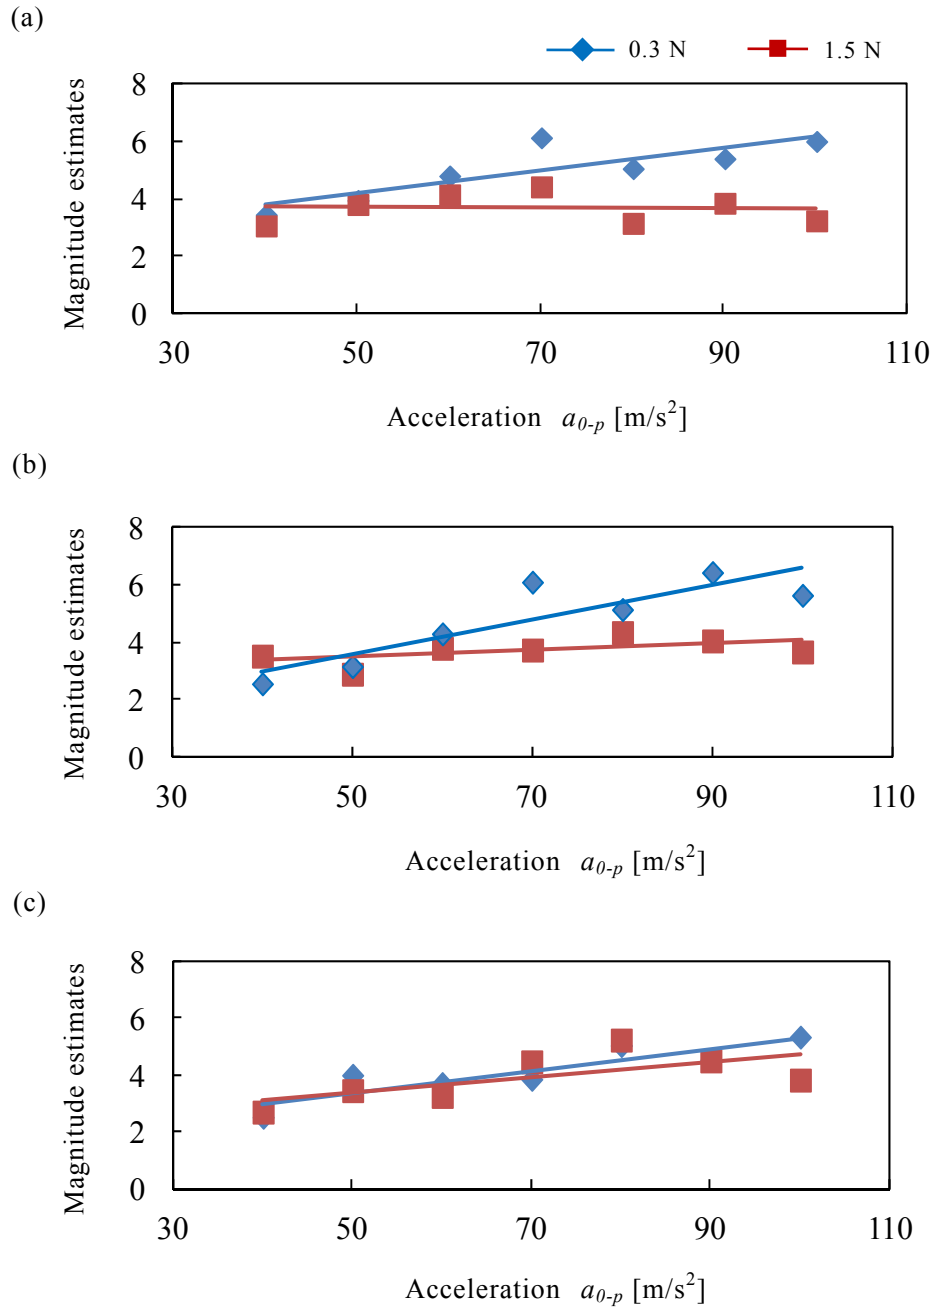 (a)
0.3 N 1.5 N
8
6
4
2
0
30 50 70 90 110
Magnitude estimates
Acceleration a0-p [m/s²]
(b)
8
6
4
2
0
30 50 70 90 110
Magnitude estimates
Acceleration a0-p [m/s²]
(c)
8
6
4
2
0
30 50 70 90 110
Magnitude estimates
Acceleration a0-p [m/s²]